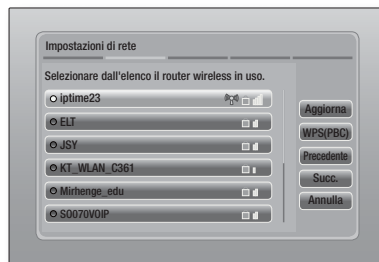 Impostazioni di rete
Selezionare dall'elenco il router wireless in uso.
iptime23
ELT
JSY
KT_WLAN_C361
Mirhenge_edu
SO070VOIP
Aggiorna
WPS(PBC)
Precedente
Succ.
Annulla